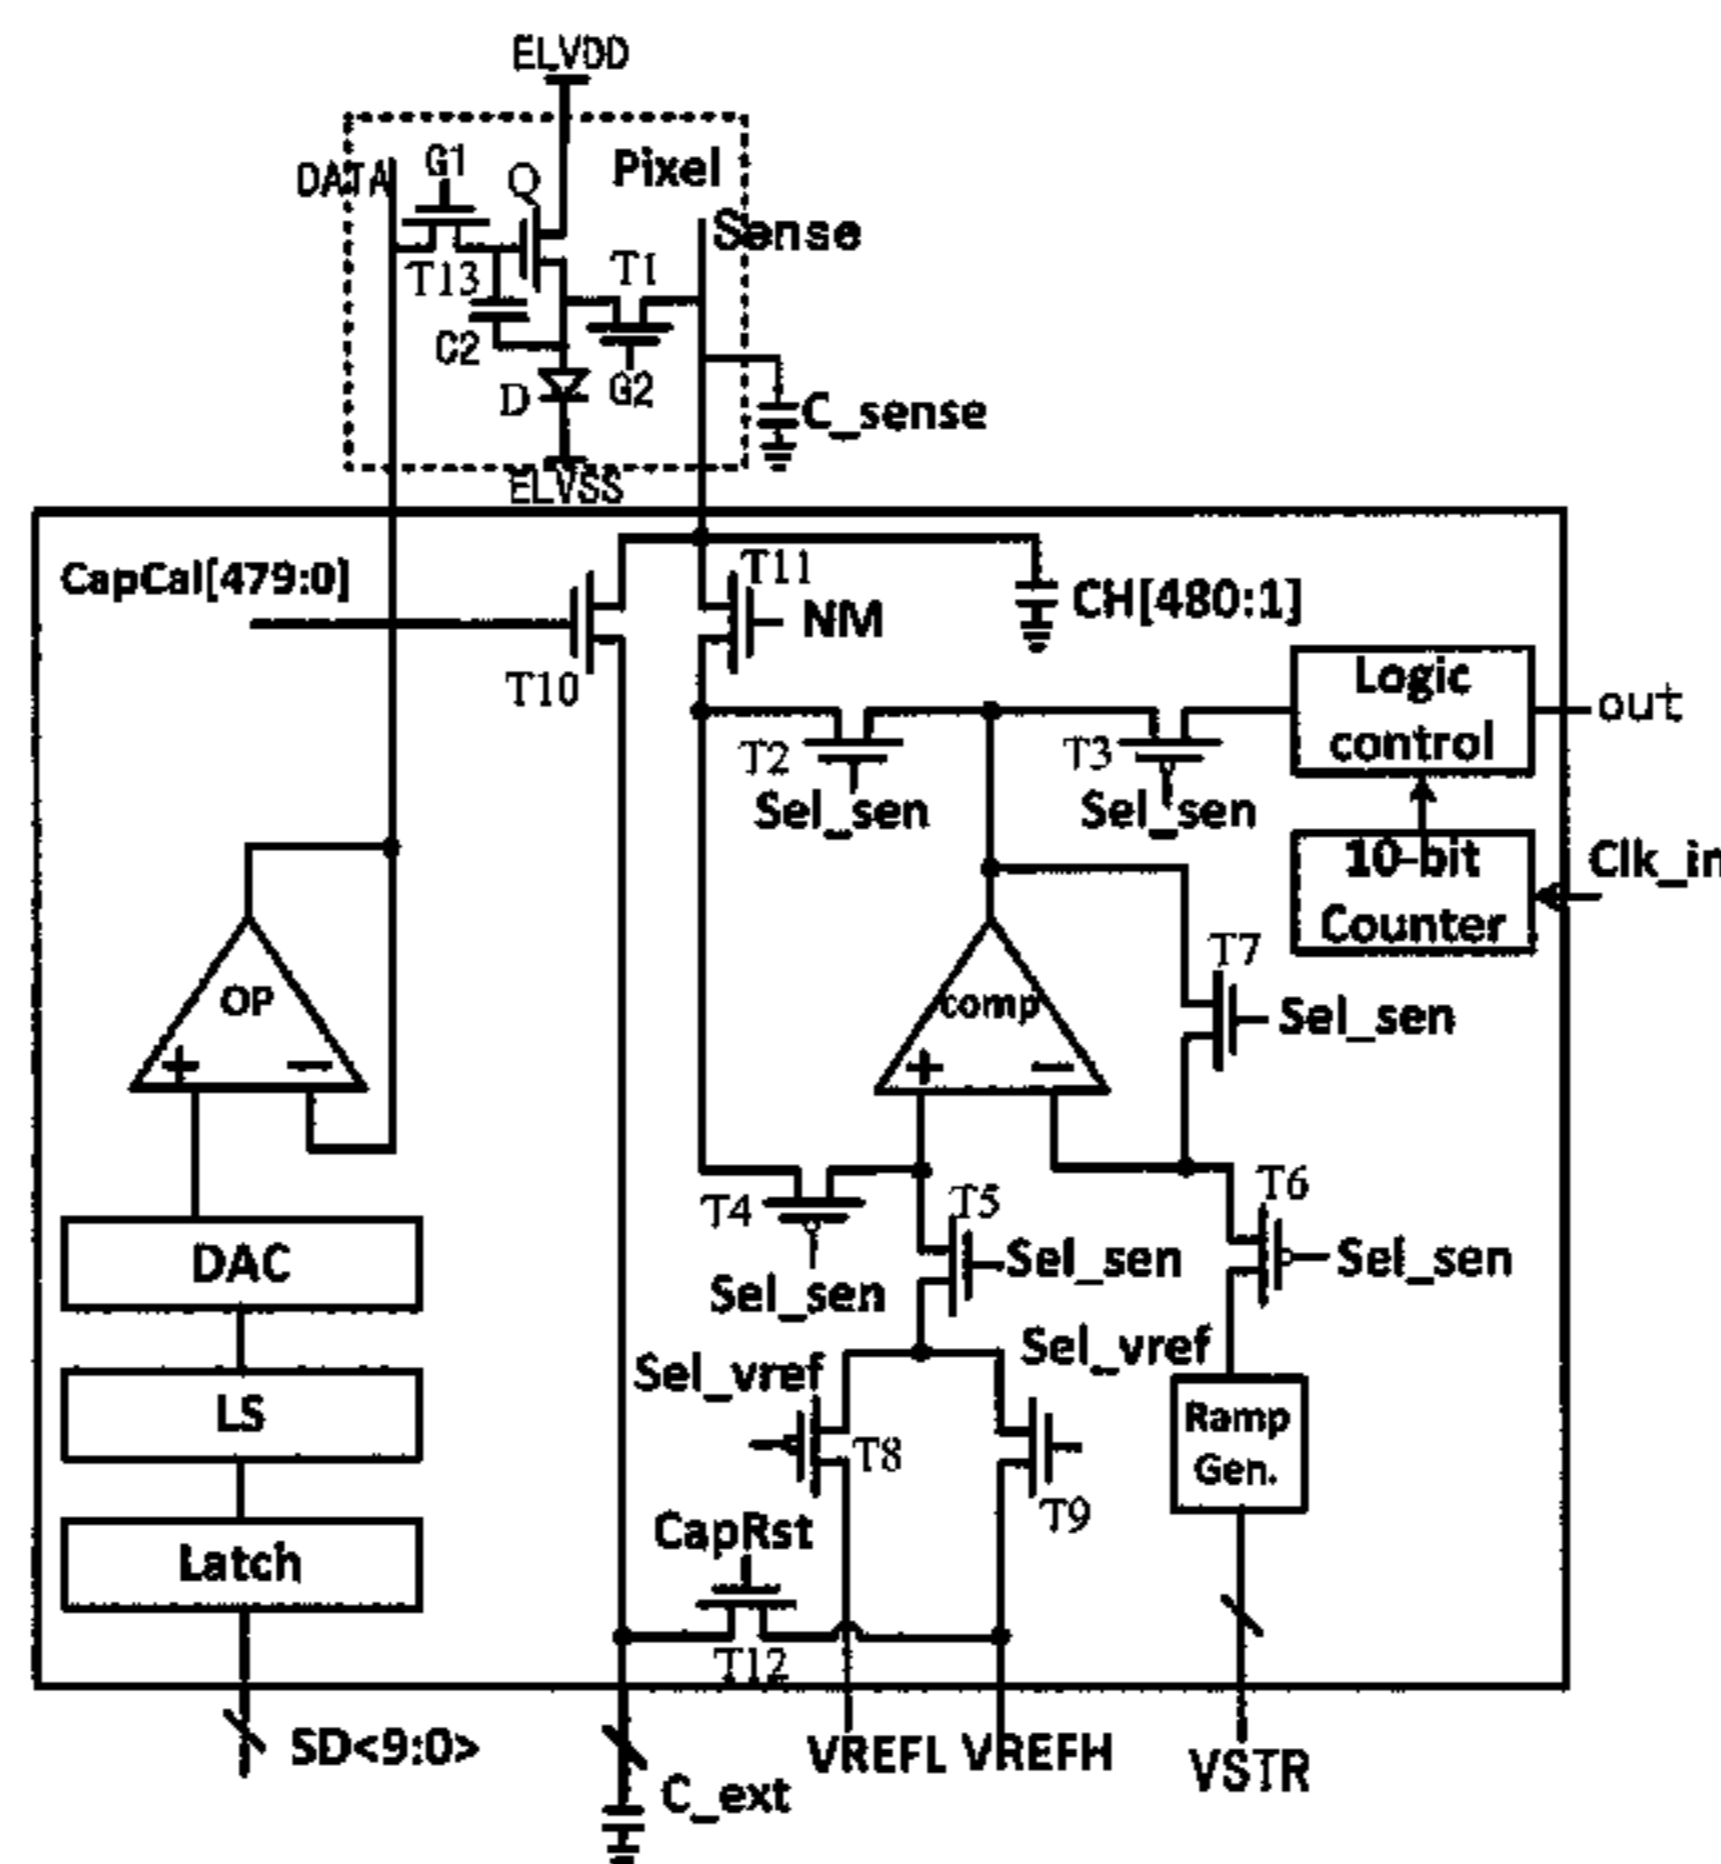 ELVDD
DATA
G1
Q
Pixel
Sense
T13
T1
C2
D
G2
C_sense
ELVSS
CapCal[479:0]
T11
NM
CH[480:1]
T10
Logic
control
out
T2
Sel_sen
T3
Sel_sen
10-bit
Counter
Clk_in
OP
+ −
comp
+ −
T7
Sel_sen
T4
Sel_sen
T5
Sel_sen
T6
Sel_sen
DAC
Sel_vref
Sel_vref
LS
T8
T9
Ramp
Gen.
CapRst
Latch
T12
SD<9:0>
C_ext
VREFL
VREFH
VSTR